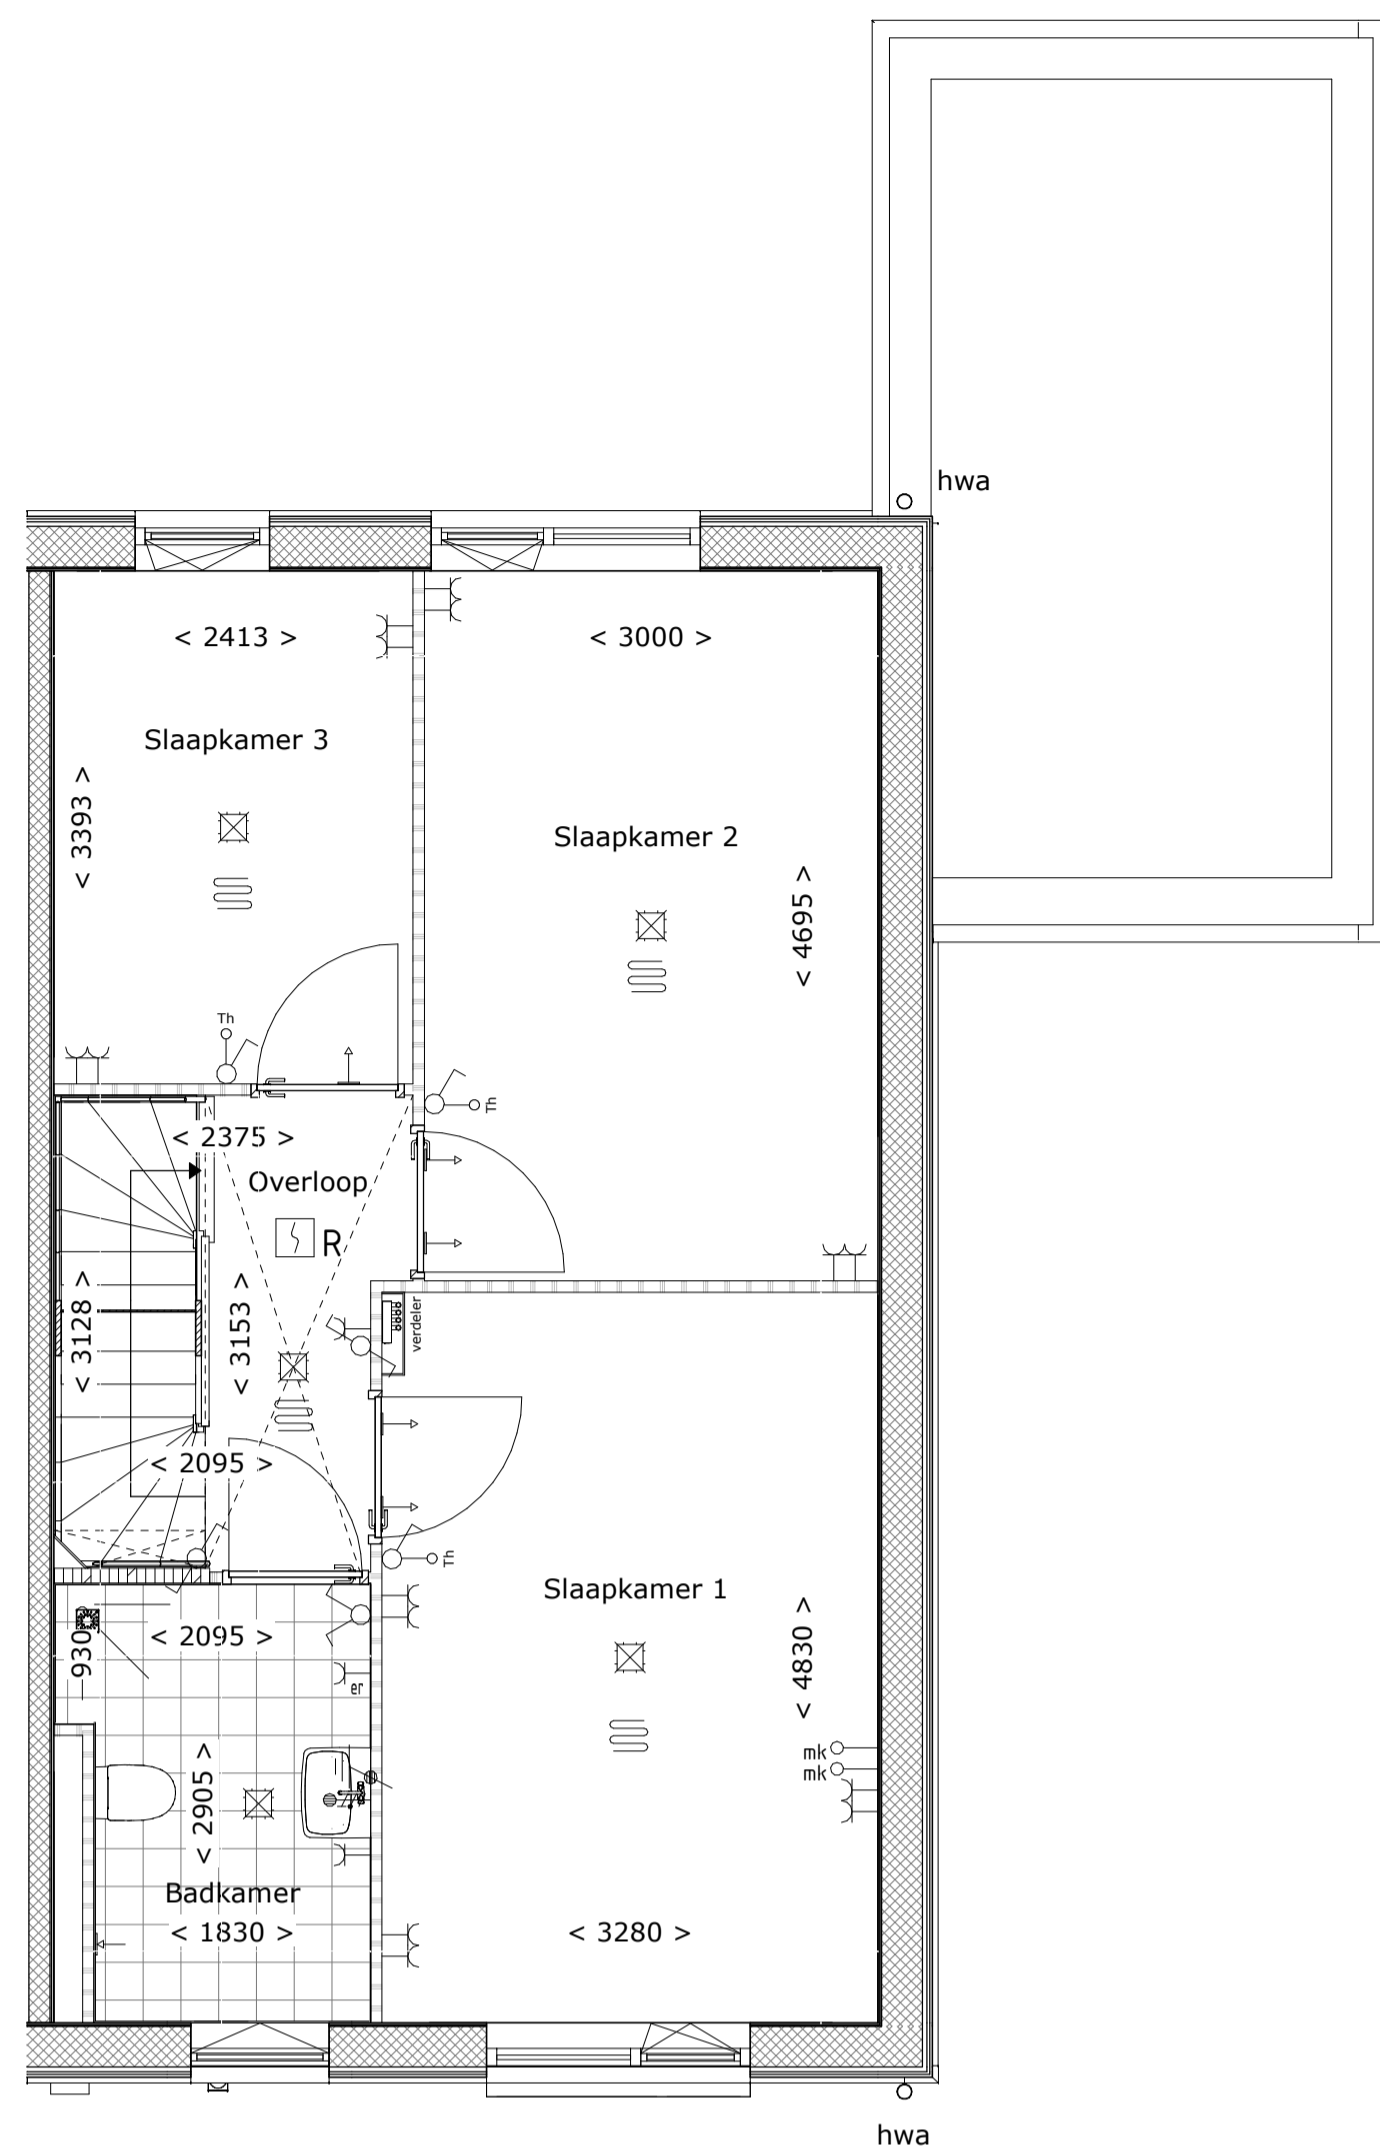 hwa
< 2413 >
< 3000 >
Slaapkamer 3
< 3393 >
Slaapkamer 2
< 4695 >
Th
Th
< 2375 >
Overloop
R
< 3128 >
< 3153 >
verdeler
< 2095 >
Th
Slaapkamer 1
930
< 2095 >
er
< 4830 >
mk
mk
< 2905 >
Badkamer
< 1830 >
< 3280 >
hwa